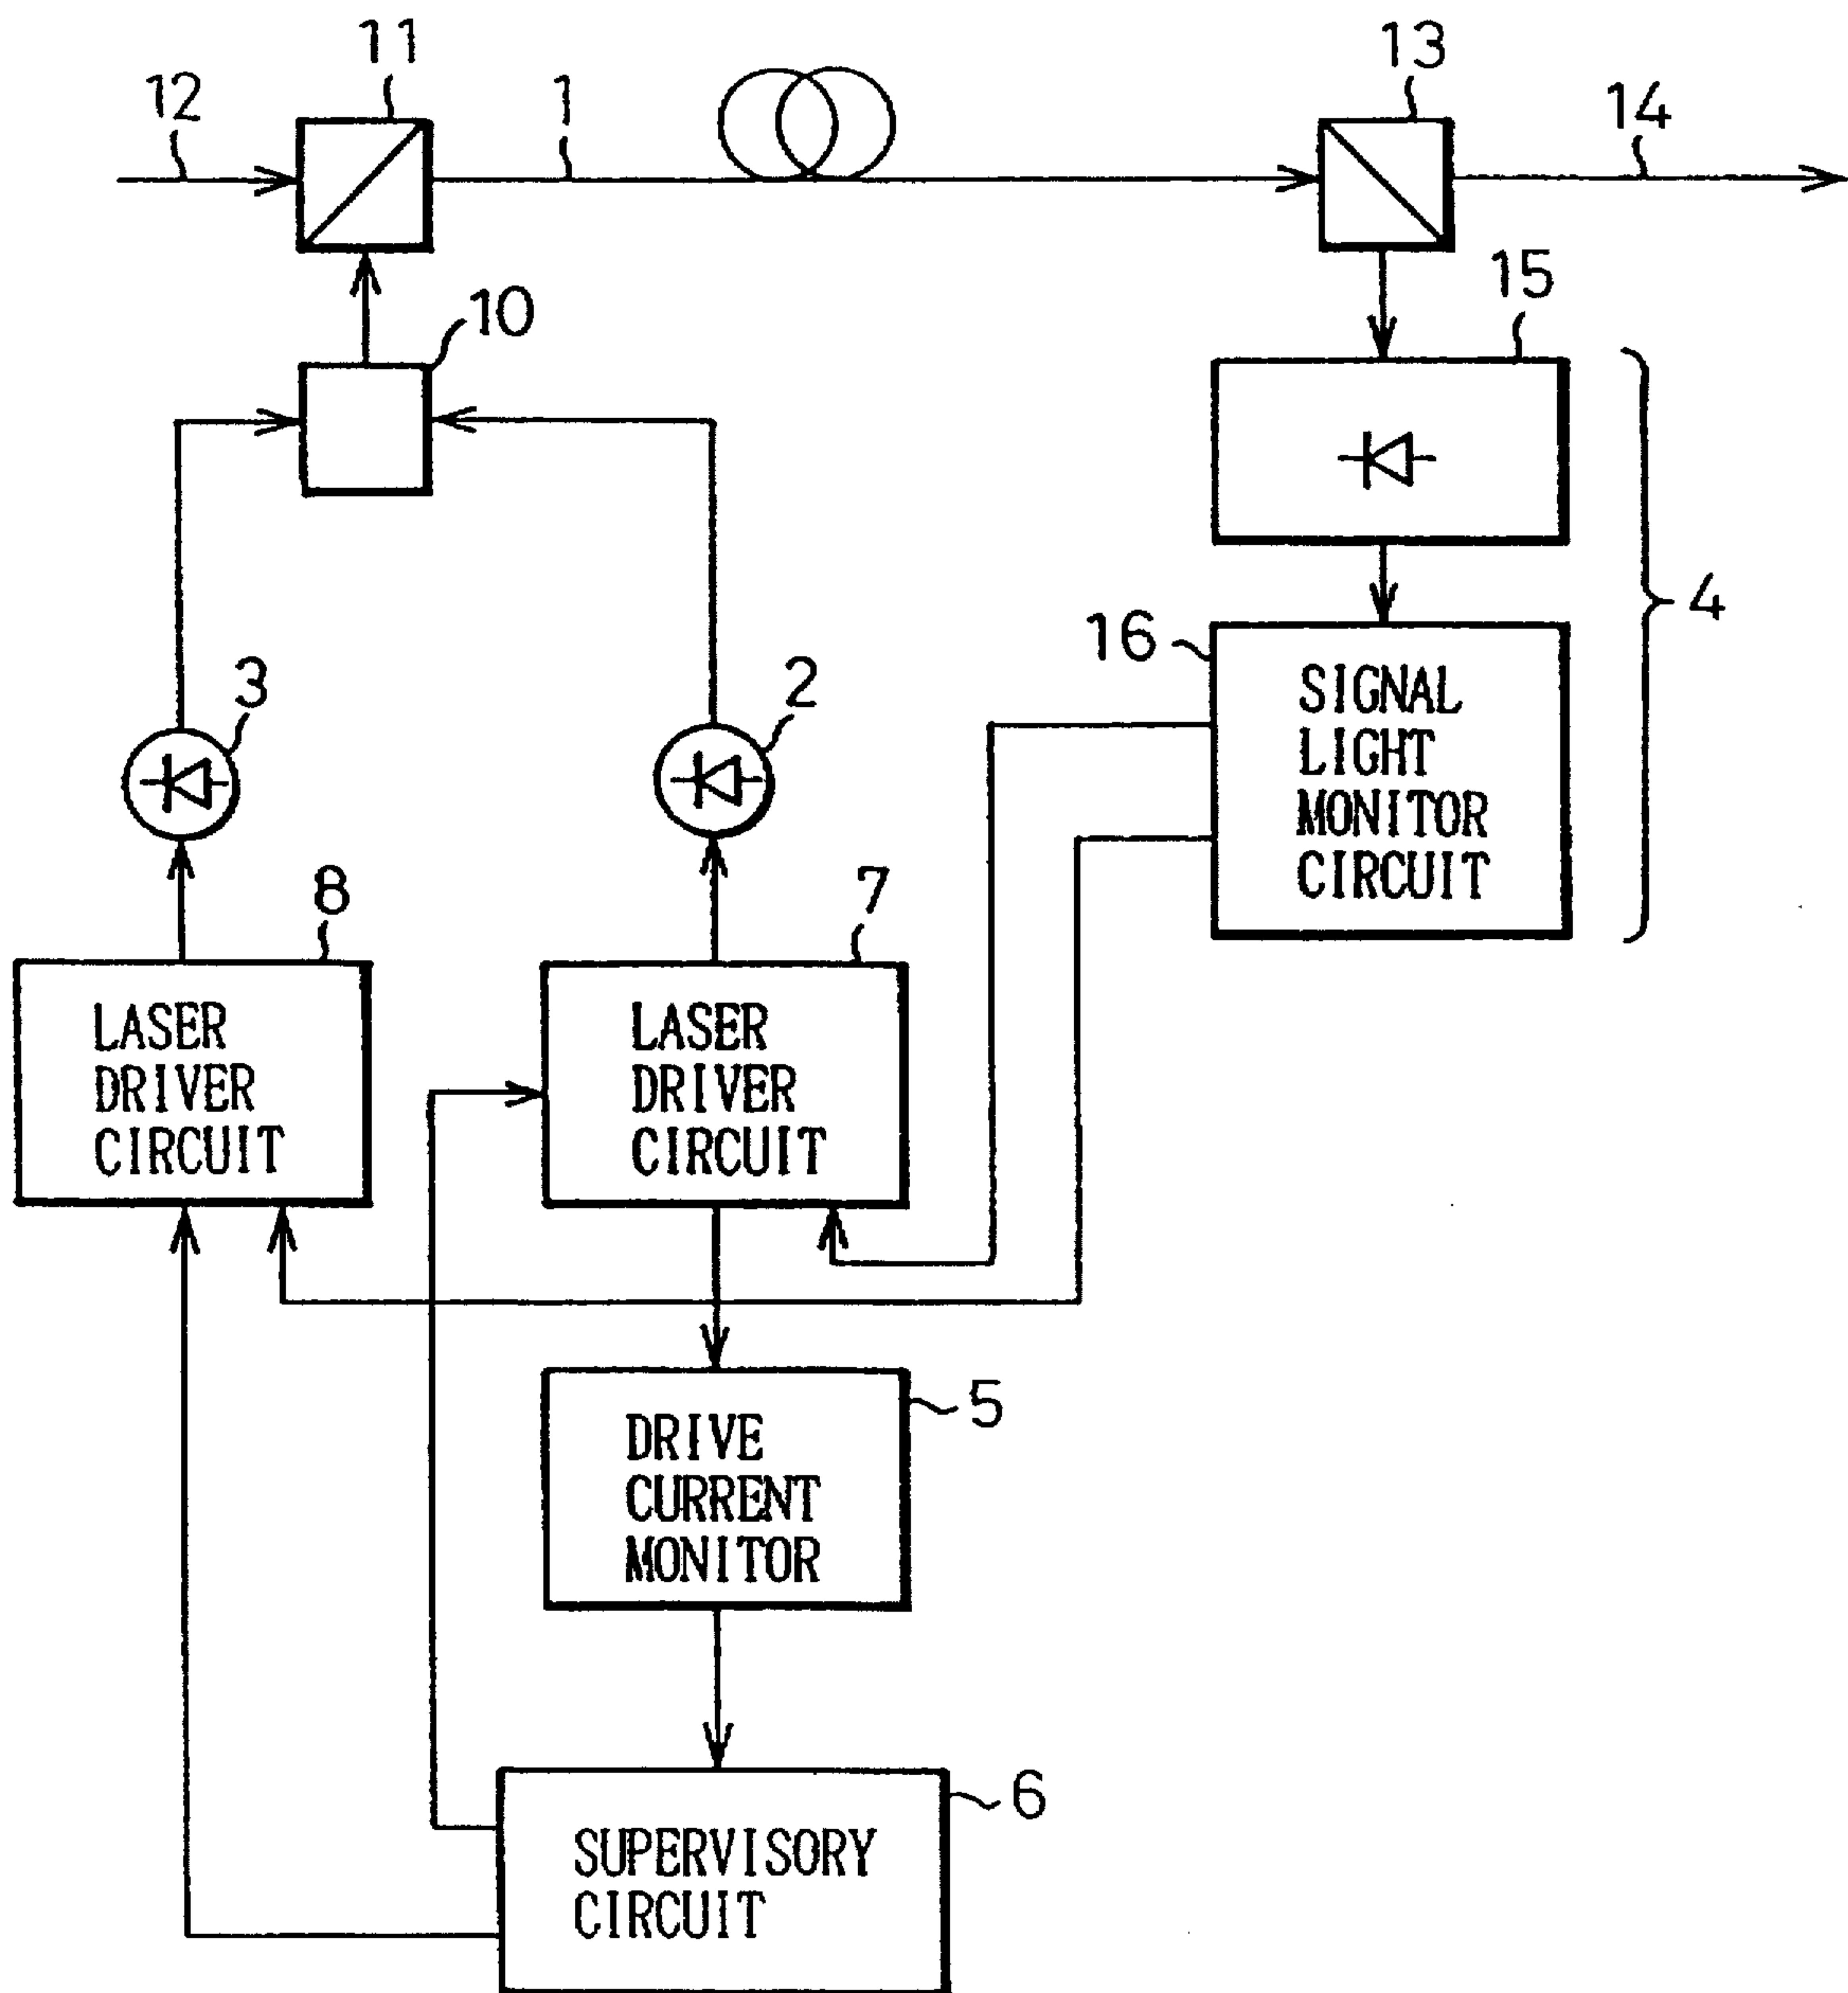 11
13
12
1
14
10
15
4
16
SIGNAL
LIGHT
MONITOR
CIRCUIT
3
2
8
7
LASER
DRIVER
CIRCUIT
LASER
DRIVER
CIRCUIT
5
DRIVE
CURRENT
MONITOR
6
SUPERVISORY
CIRCUIT